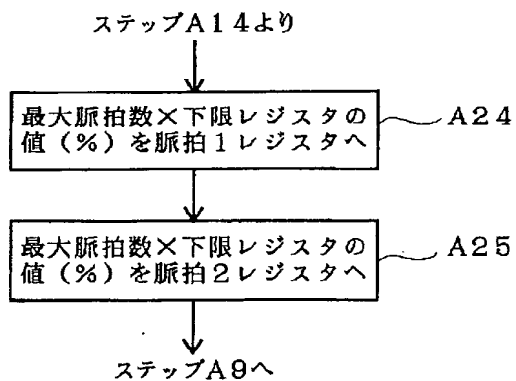 ステップA14より
最大脈拍数×下限レジスタの
値(%)を脈拍1レジスタへ
A24
最大脈拍数×下限レジスタの
値(%)を脈拍2レジスタへ
A25
ステップA9へ